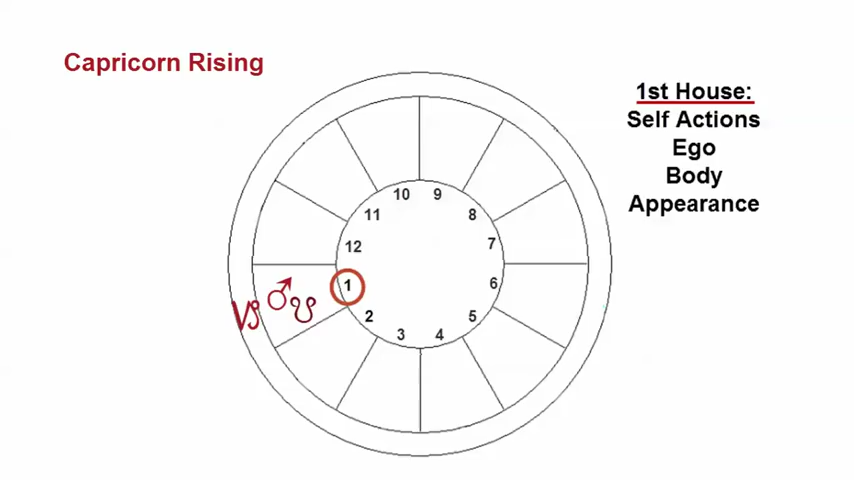 Capricorn Rising
1st House:
Self Actions
Ego
Body
Appearance
10 9
11 8
12 7
♑ ♂ ☋ 1 6
2 5
3 4